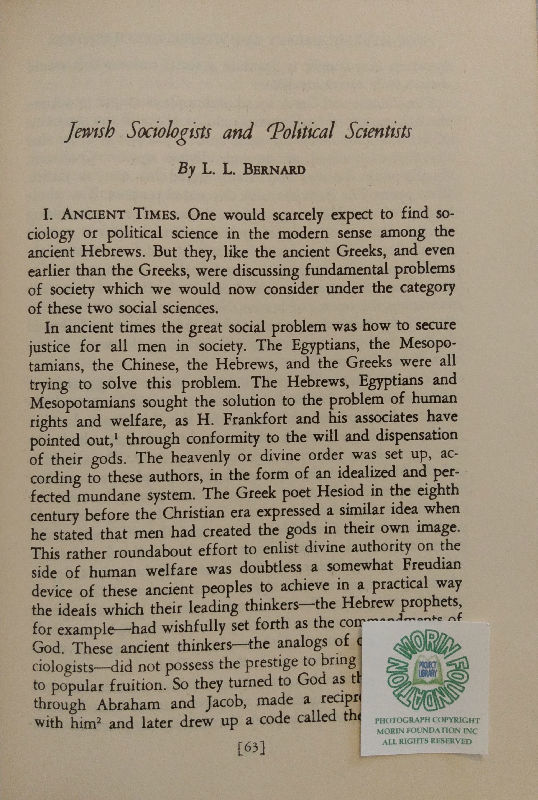 Jewish Sociologists and Political Scientists
By L. L. BERNARD
I. ANCIENT TIMES. One would scarcely expect to find so-
ciology or political science in the modern sense among the
ancient Hebrews. But they, like the ancient Greeks, and even
earlier than the Greeks, were discussing fundamental problems
of society which we would now consider under the category
of these two social sciences.
In ancient times the great social problem was how to secure
justice for all men in society. The Egyptians, the Mesopo-
tamians, the Chinese, the Hebrews, and the Greeks were all
trying to solve this problem. The Hebrews, Egyptians and
Mesopotamians sought the solution to the problem of human
rights and welfare, as H. Frankfort and his associates have
pointed out,¹ through conformity to the will and dispensation
of their gods. The heavenly or divine order was set up, ac-
cording to these authors, in the form of an idealized and per-
fected mundane system. The Greek poet Hesiod in the eighth
century before the Christian era expressed a similar idea when
he stated that men had created the gods in their own image.
This rather roundabout effort to enlist divine authority on the
side of human welfare was doubtless a somewhat Freudian
device of these ancient peoples to achieve in a practical way
the ideals which their leading thinkers—the Hebrew prophets,
for example—had wishfully set forth as the commandments of
God. These ancient thinkers—the analogs of
ciologists—did not possess the prestige to bring
to popular fruition. So they turned to God as
through Abraham and Jacob, made a
with him² and later drew up a code called
[63]
MORIN FOUNDATION
PROJECT
LIBRARY
PHOTOGRAPH COPYRIGHT
MORIN FOUNDATION INC
ALL RIGHTS RESERVED